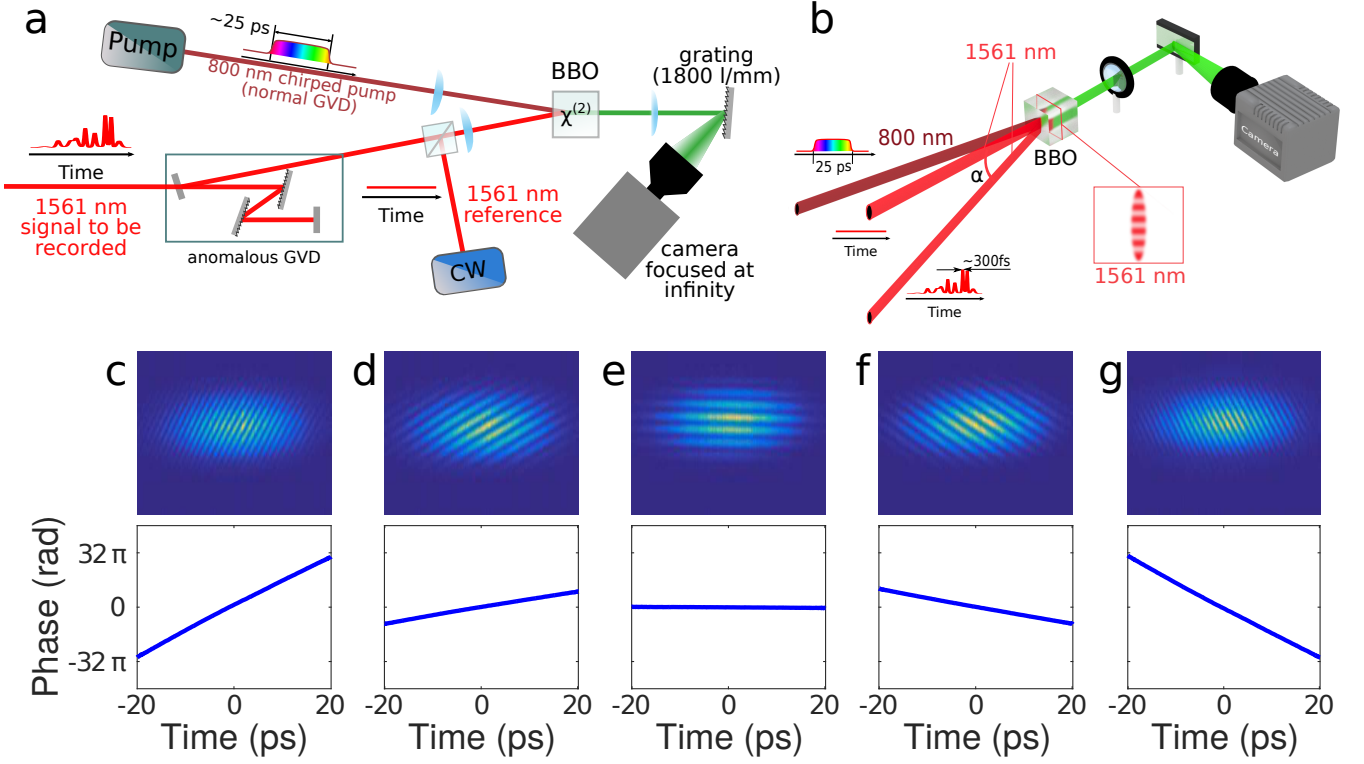 a
~25 ps
Pump
800 nm chirped pump
(normal GVD)
BBO
χ(2)
grating
(1800 l/mm)
Time
1561 nm
signal to be
recorded
anomalous GVD
Time
1561 nm
reference
CW
camera
focused at
infinity
b
1561 nm
800 nm
25 ps
α
BBO
Camera
Time
~300fs
Time
1561 nm
c
d
e
f
g
Phase (rad)
32 π
0
-32 π
-20 0 20
-20 0 20
-20 0 20
-20 0 20
-20 0 20
Time (ps)
Time (ps)
Time (ps)
Time (ps)
Time (ps)